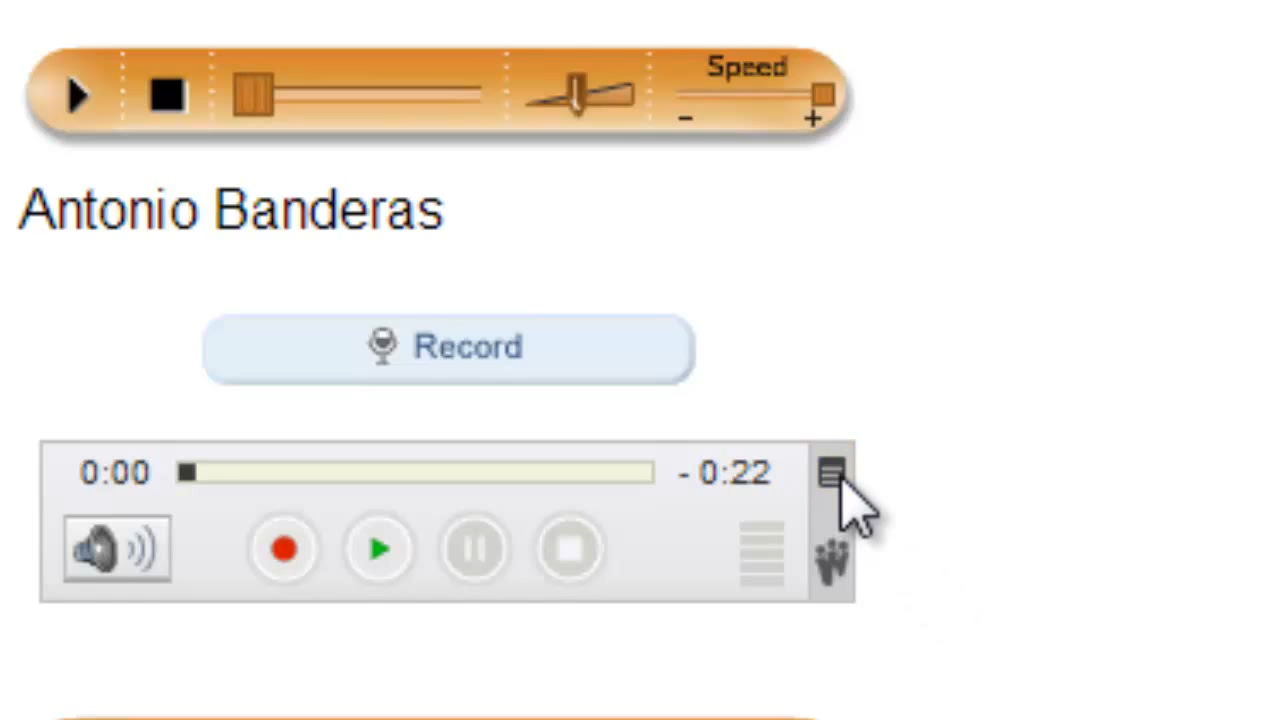 Speed
- +
Antonio Banderas
Record
0:00 - 0:22